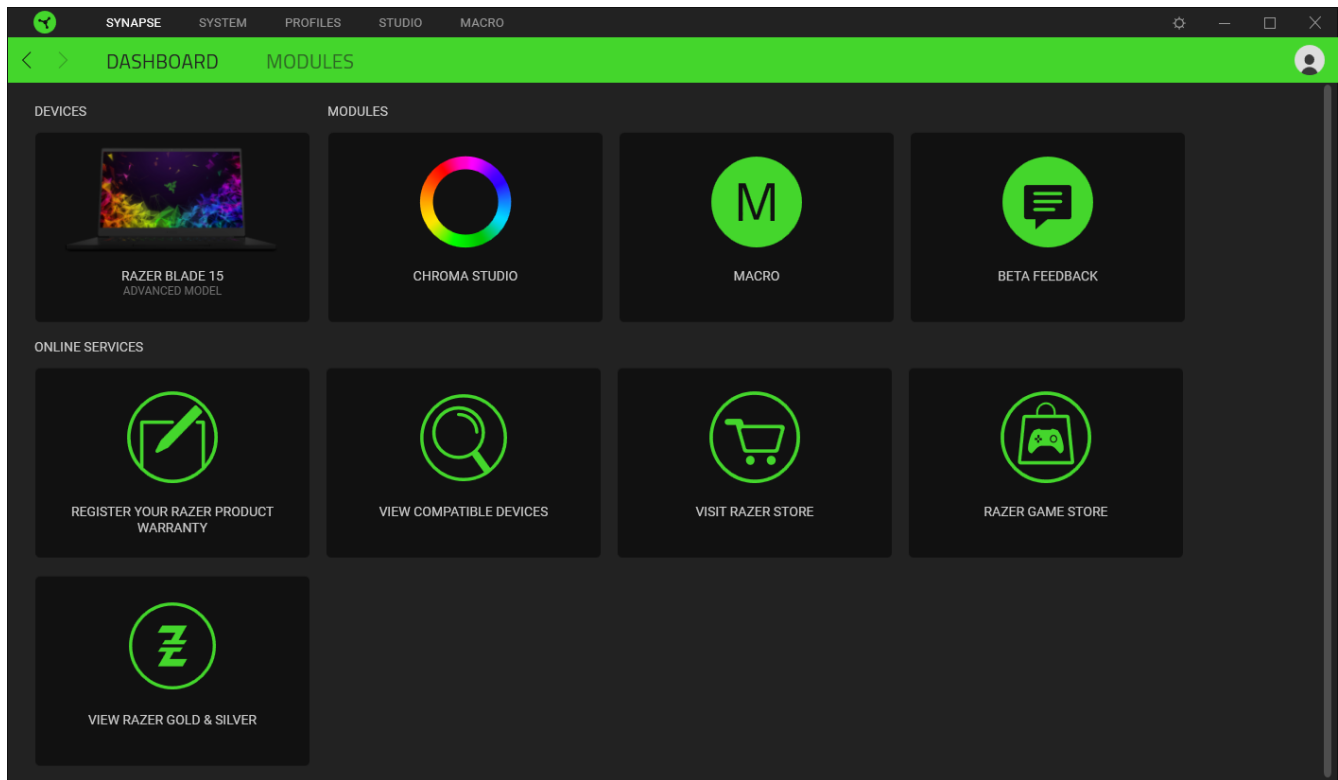 SYNAPSE SYSTEM PROFILES STUDIO MACRO
DASHBOARD MODULES
DEVICES
MODULES
RAZER BLADE 15
ADVANCED MODEL
CHROMA STUDIO
M
MACRO
BETA FEEDBACK
ONLINE SERVICES
REGISTER YOUR RAZER PRODUCT
WARRANTY
VIEW COMPATIBLE DEVICES
VISIT RAZER STORE
RAZER GAME STORE
VIEW RAZER GOLD & SILVER